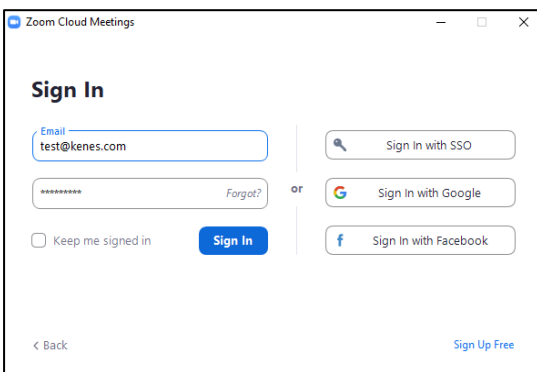 Zoom Cloud Meetings
Sign In
Email
test@kenes.com
********* Forgot?
Keep me signed in
Sign In
or
Sign In with SSO
Sign In with Google
Sign In with Facebook
< Back
Sign Up Free